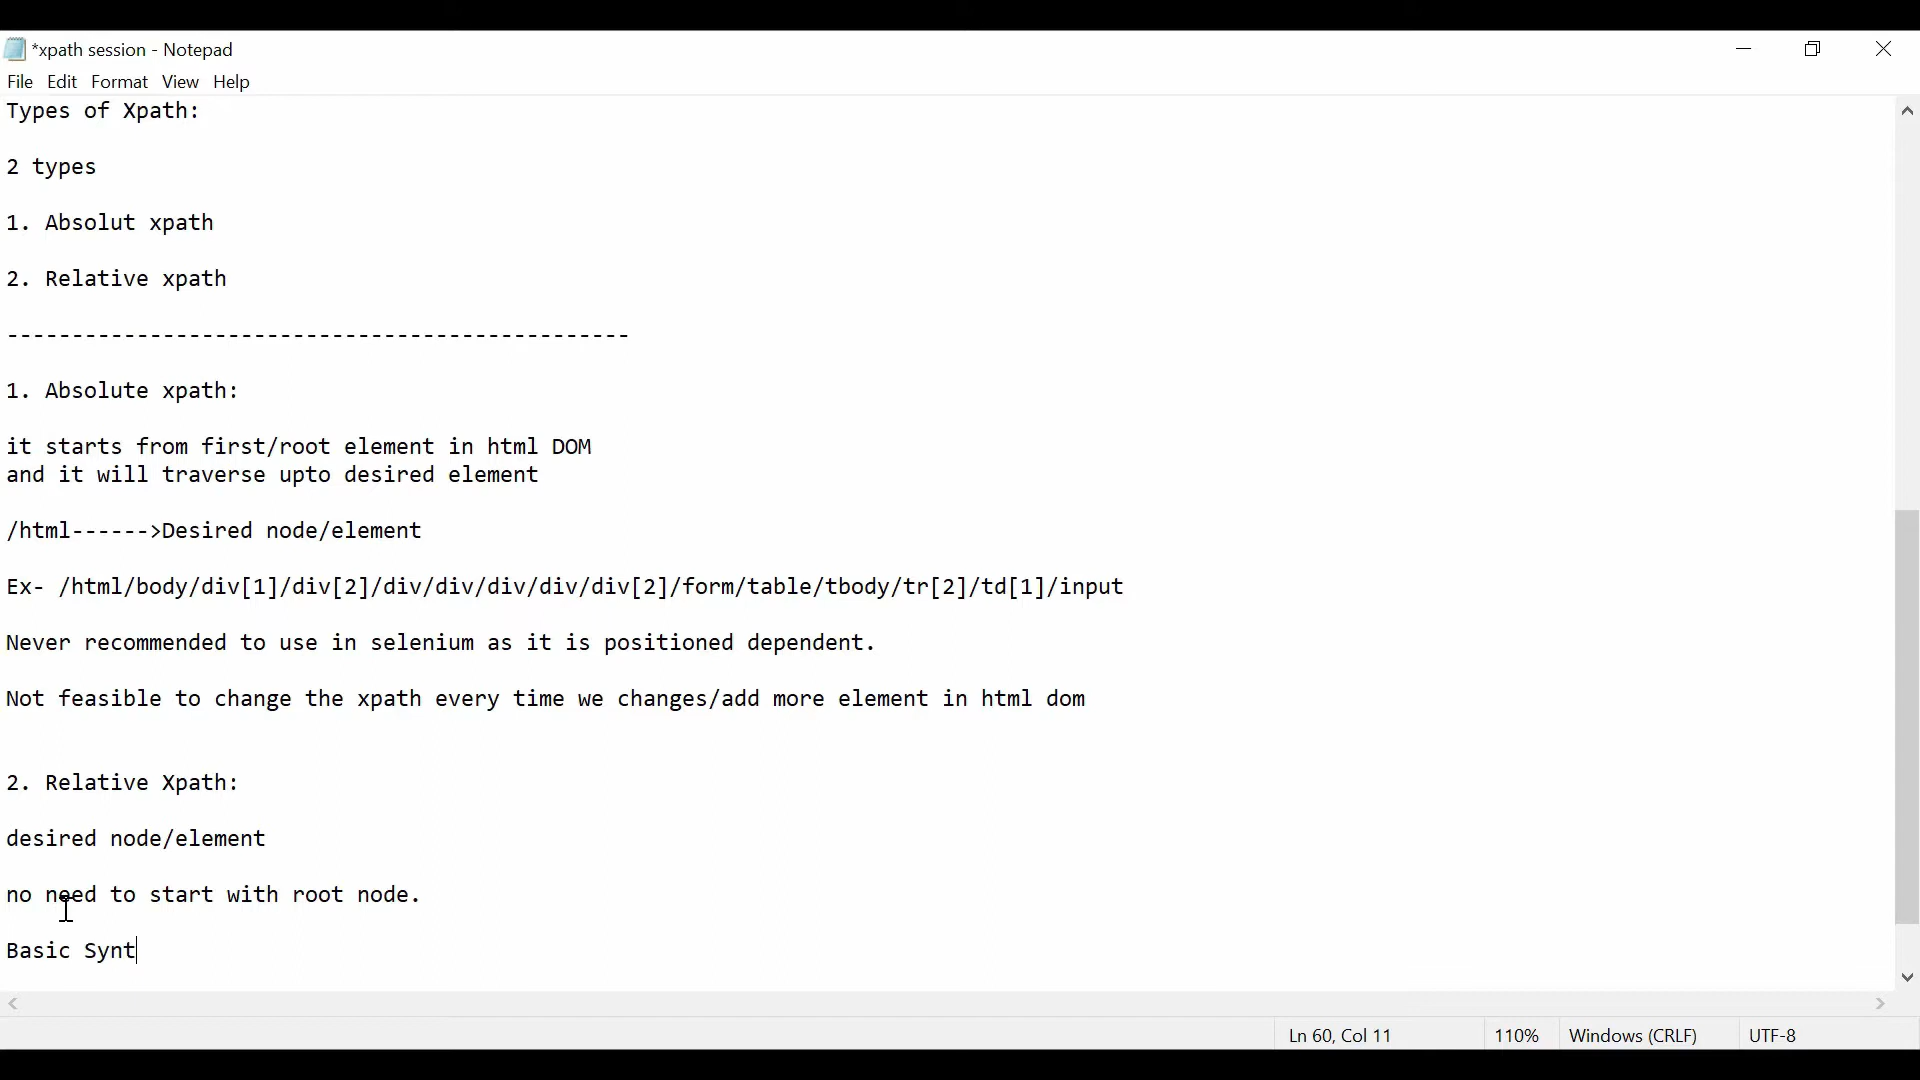 *xpath session - Notepad
File Edit Format View Help
Types of Xpath:
2 types
1. Absolut xpath
2. Relative xpath
------------------------------------------------
1. Absolute xpath:
it starts from first/root element in html DOM
and it will traverse upto desired element
/html------>Desired node/element
Ex- /html/body/div[1]/div[2]/div/div/div/div/div[2]/form/table/tbody/tr[2]/td[1]/input
Never recommended to use in selenium as it is positioned dependent.
Not feasible to change the xpath every time we changes/add more element in html dom
2. Relative Xpath:
desired node/element
no need to start with root node.
Basic Synt
Ln 60, Col 11 110% Windows (CRLF) UTF-8